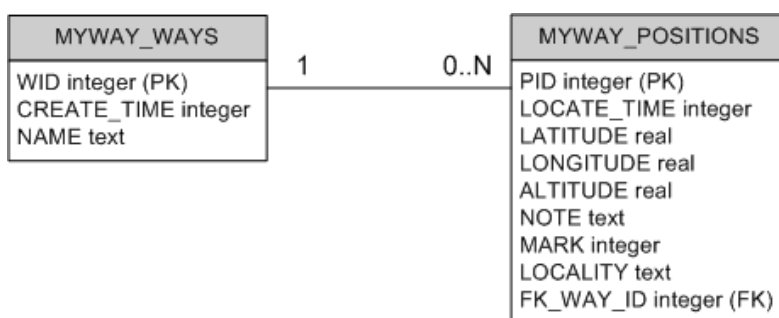 MYWAY_WAYS
WID integer (PK)
CREATE_TIME integer
NAME text
1
0..N
MYWAY_POSITIONS
PID integer (PK)
LOCATE_TIME integer
LATITUDE real
LONGITUDE real
ALTITUDE real
NOTE text
MARK integer
LOCALITY text
FK_WAY_ID integer (FK)